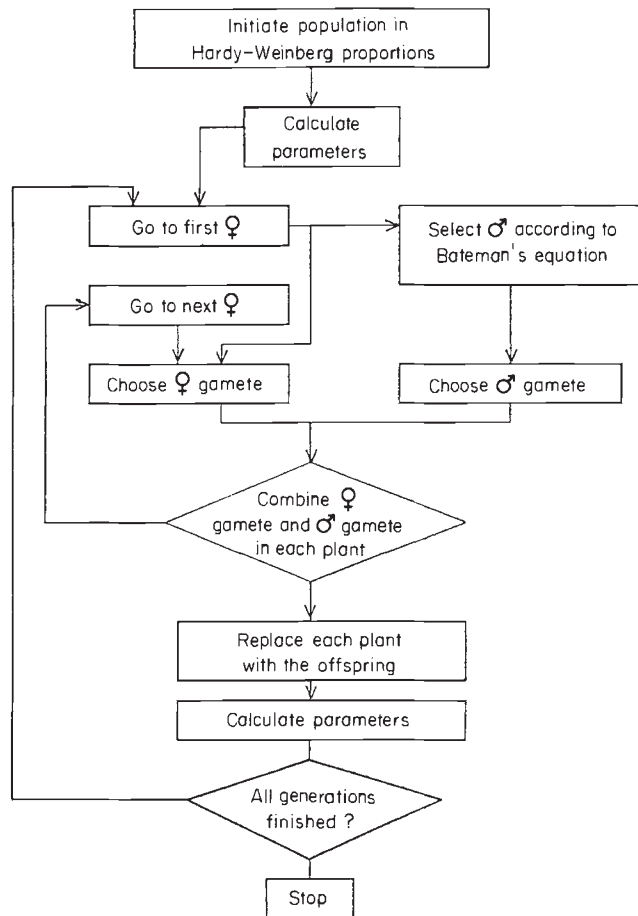 Initiate population in
Hardy-Weinberg proportions
Calculate
parameters
Go to first ♀
Select ♂ according to
Bateman's equation
Go to next ♀
Choose ♀ gamete
Choose ♂ gamete
Combine ♀
gamete and ♂ gamete
in each plant
Replace each plant
with the offspring
Calculate parameters
All generations
finished ?
Stop